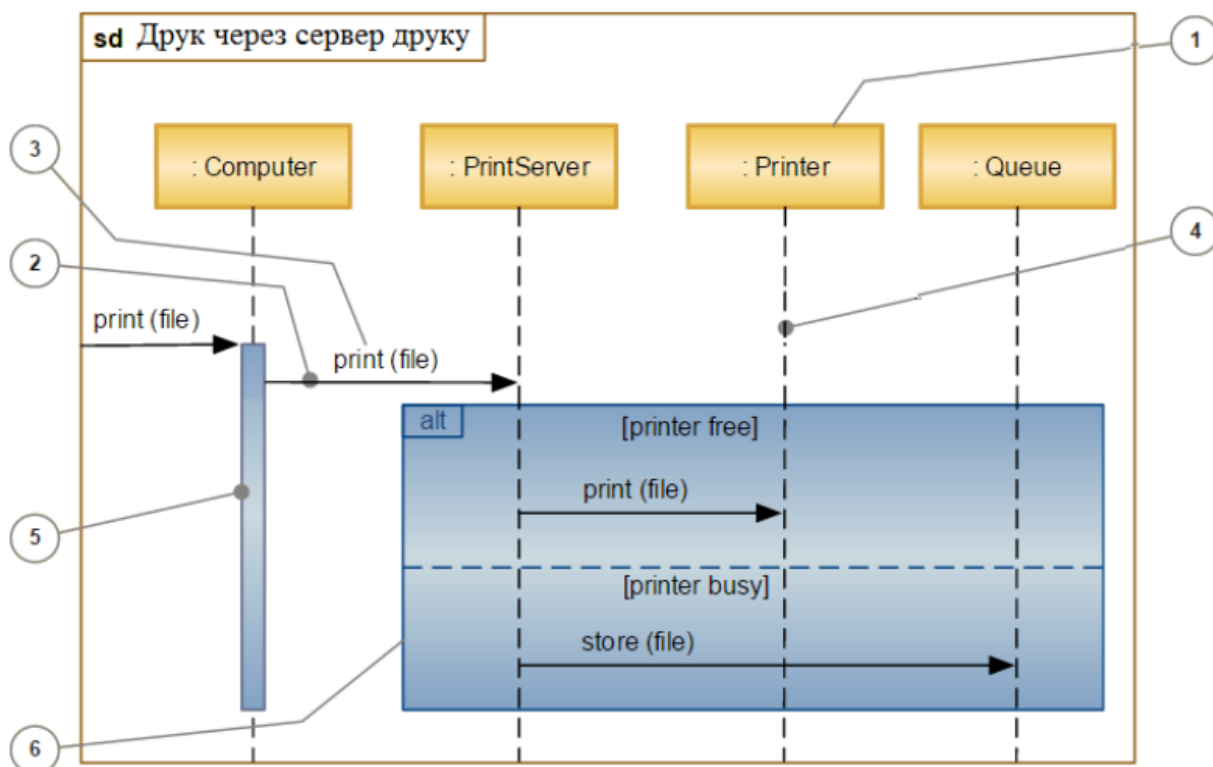 sd Друк через сервер друку
1
3
: Computer
: PrintServer
: Printer
: Queue
4
2
print (file)
print (file)
alt
[printer free]
print (file)
5
[printer busy]
store (file)
6